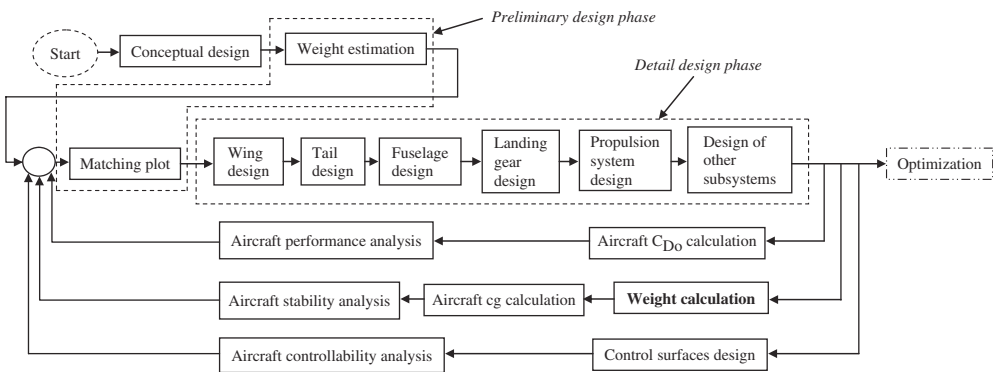 Preliminary design phase
Start
Conceptual design
Weight estimation
Detail design phase
Matching plot
Wing
design
Tail
design
Fuselage
design
Landing
gear
design
Propulsion
system
design
Design of
other
subsystems
Optimization
Aircraft performance analysis
Aircraft CDo calculation
Aircraft stability analysis
Aircraft cg calculation
Weight calculation
Aircraft controllability analysis
Control surfaces design